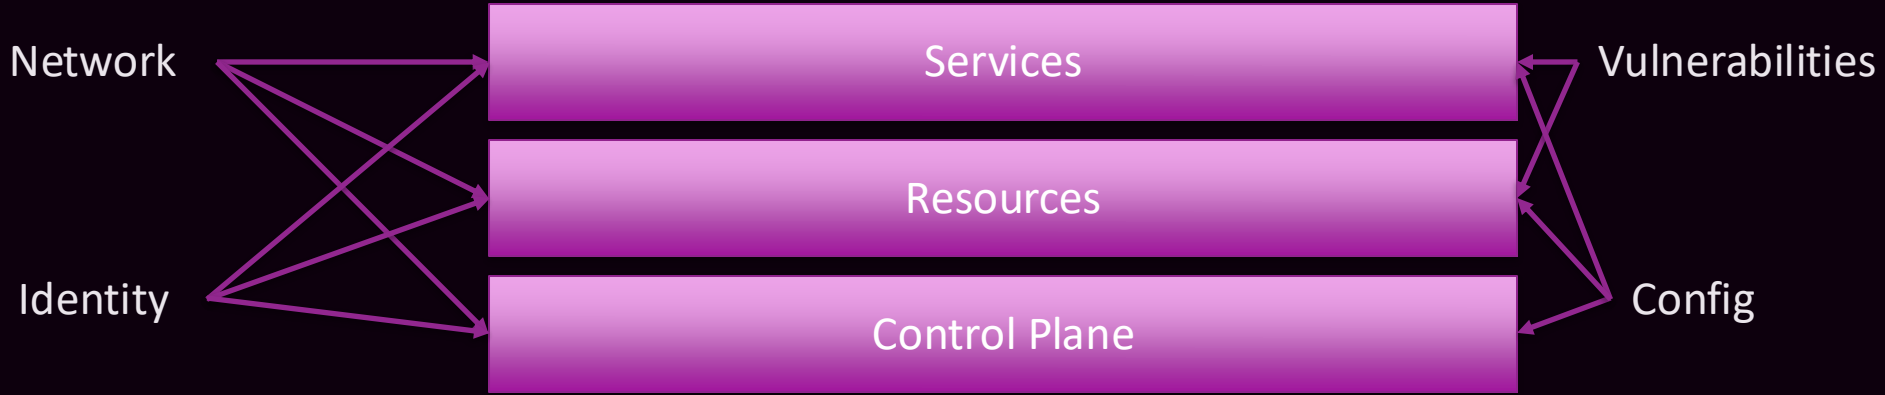 Network
Services
Vulnerabilities
Resources
Identity
Config
Control Plane